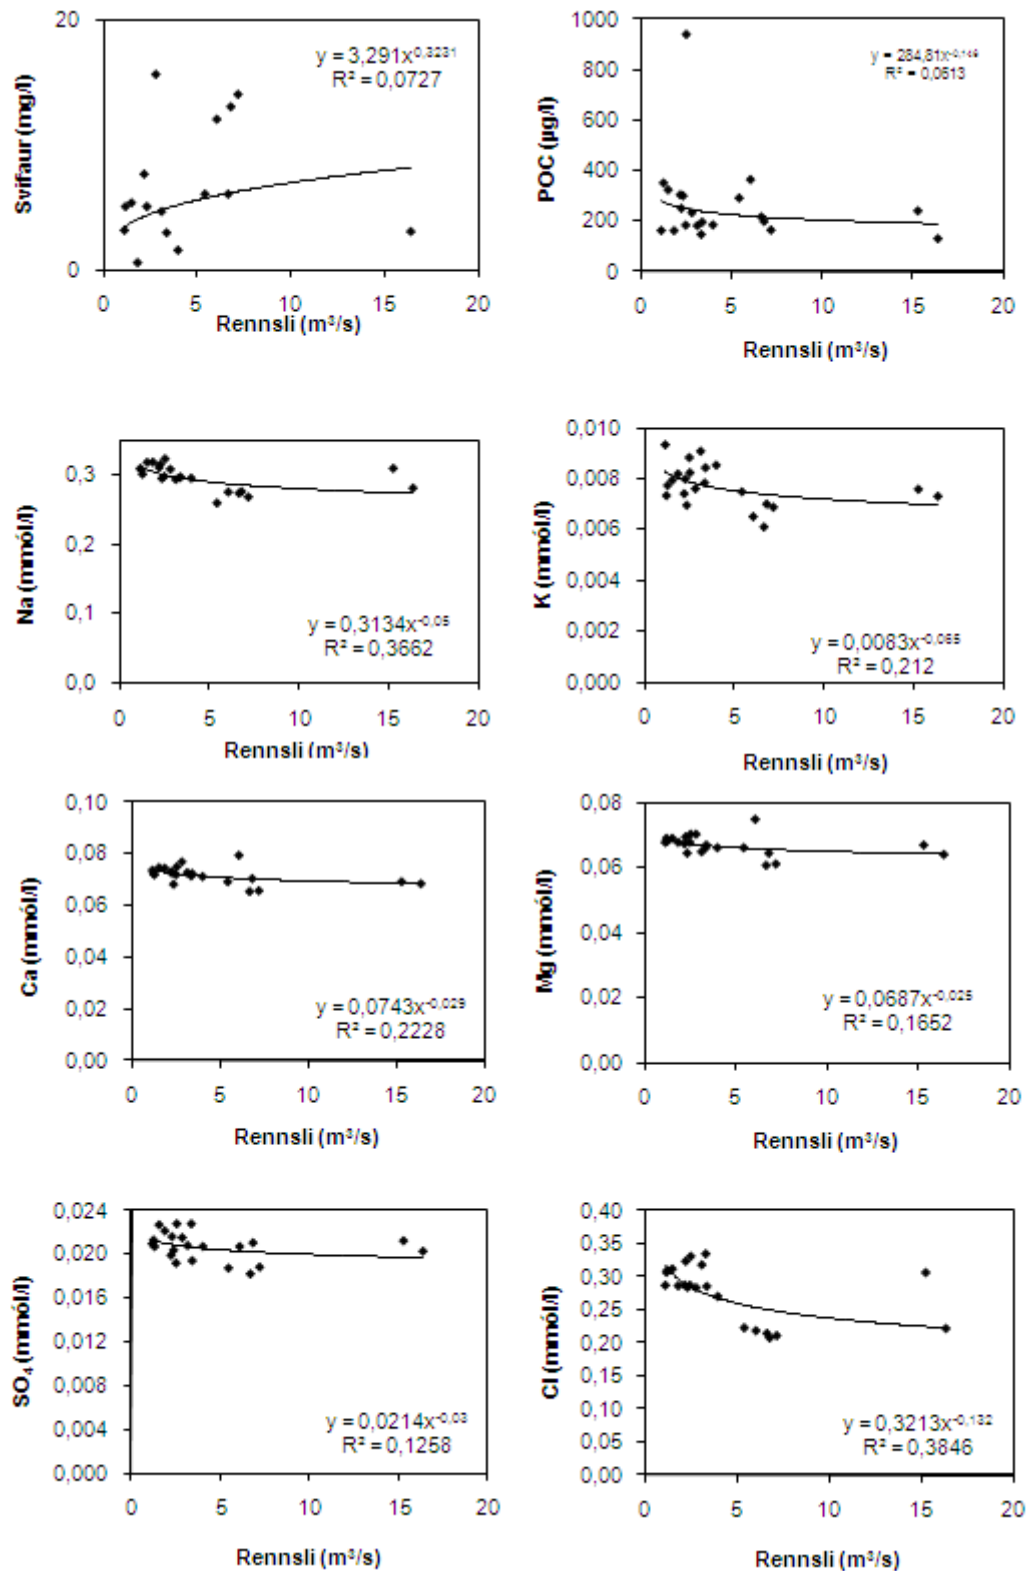 20
y = 3,291x^0,3231
R² = 0,0727
Svifaur (mg/l)
0
0 5 10 15 20
Rennsli (m³/s)
1000
y = 284,81x^-0,149
R² = 0,0613
800
600
POC (µg/l)
400
200
0
0 5 10 15 20
Rennsli (m³/s)
0,3
0,2
Na (mmól/l)
0,1
y = 0,3134x^-0,05
R² = 0,3662
0,0
0 5 10 15 20
Rennsli (m³/s)
0,010
0,008
0,006
K (mmól/l)
0,004
0,002
y = 0,0083x^-0,065
R² = 0,212
0,000
0 5 10 15 20
Rennsli (m³/s)
0,10
0,08
0,06
Ca (mmól/l)
0,04
0,02
y = 0,0743x^-0,029
R² = 0,2228
0,00
0 5 10 15 20
Rennsli (m³/s)
0,08
0,06
Mg (mmól/l)
0,04
0,02
y = 0,0687x^-0,025
R² = 0,1652
0,00
0 5 10 15 20
Rennsli (m³/s)
0,024
0,020
0,016
SO₄ (mmól/l)
0,012
0,008
0,004
y = 0,0214x^-0,03
R² = 0,1258
0,000
0 5 10 15 20
Rennsli (m³/s)
0,40
0,35
0,30
0,25
Cl (mmól/l)
0,20
0,15
0,10
0,05
y = 0,3213x^-0,132
R² = 0,3846
0,00
0 5 10 15 20
Rennsli (m³/s)